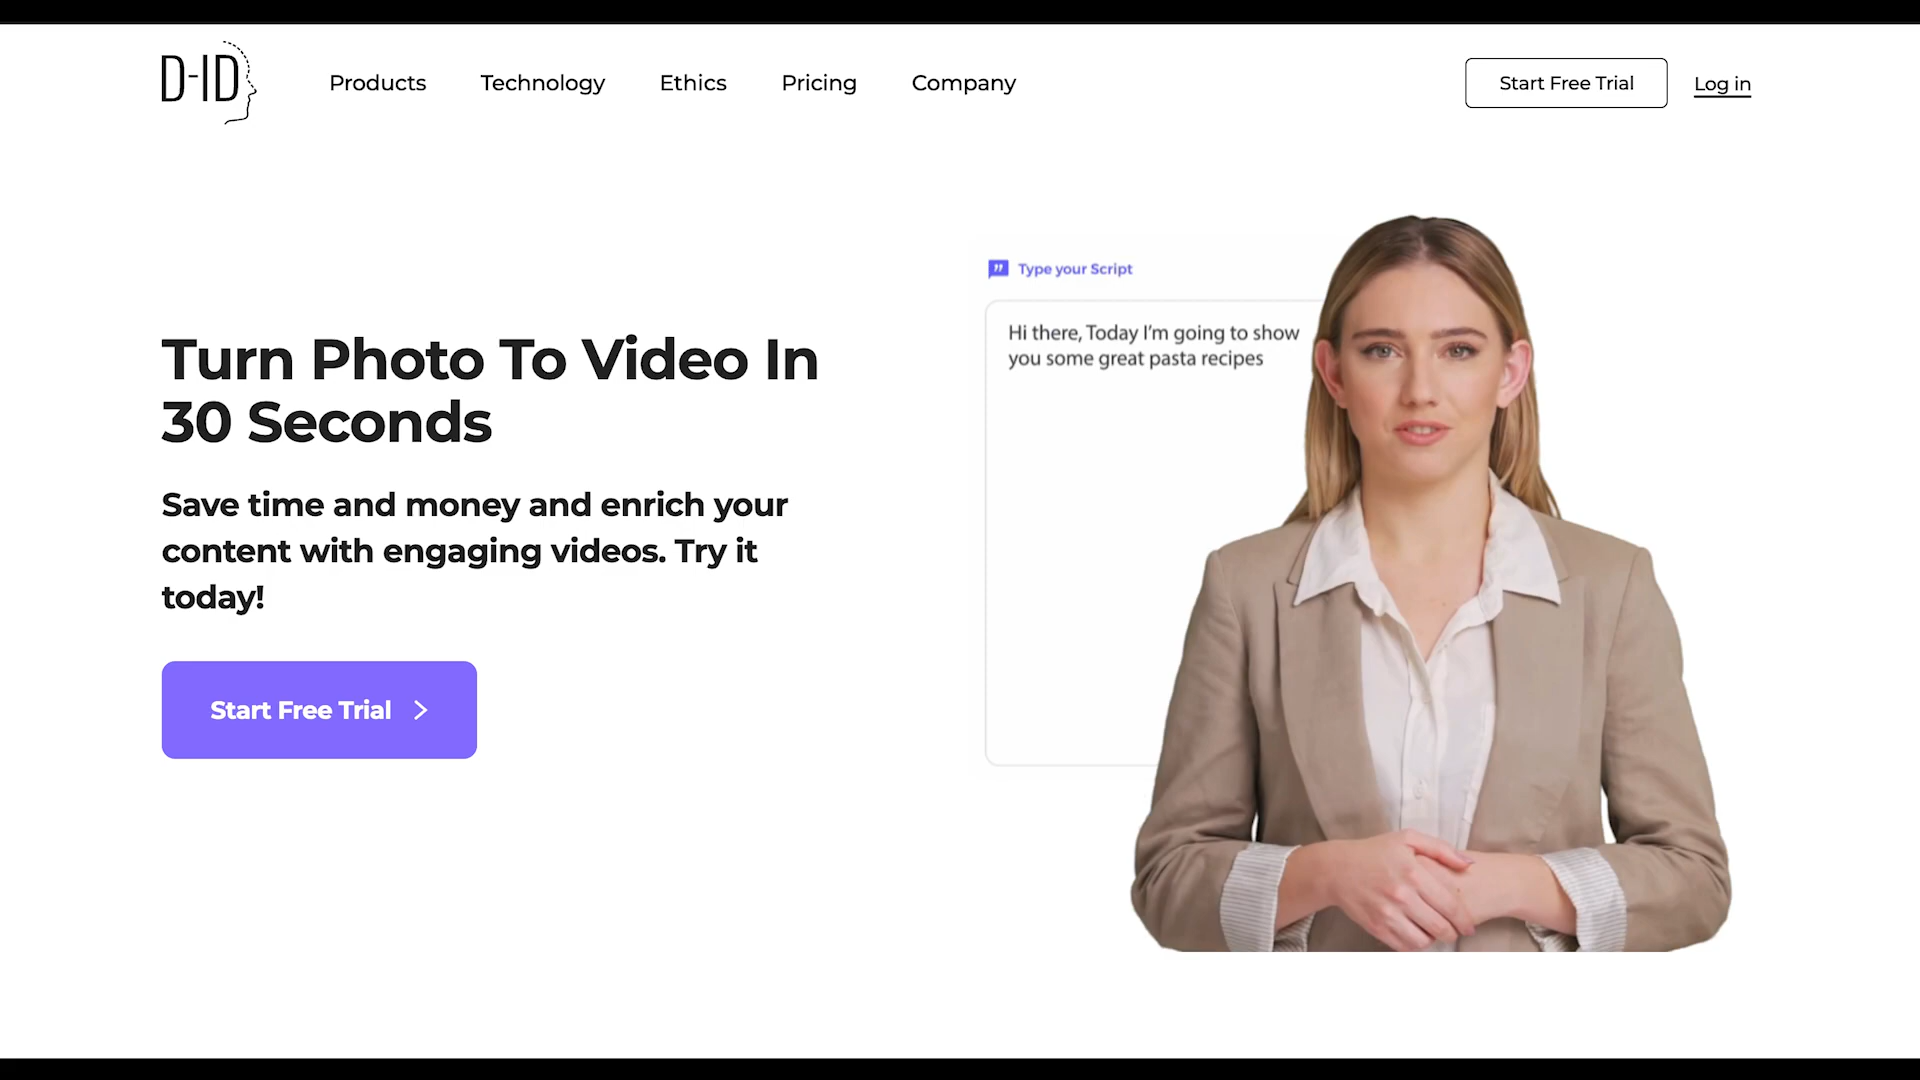 D-ID
Products
Technology
Ethics
Pricing
Company
Start Free Trial
Log in
Turn Photo To Video In
30 Seconds
Save time and money and enrich your
content with engaging videos. Try it
today!
Start Free Trial
Type your Script
Hi there, Today I'm going to show
you some great pasta recipes